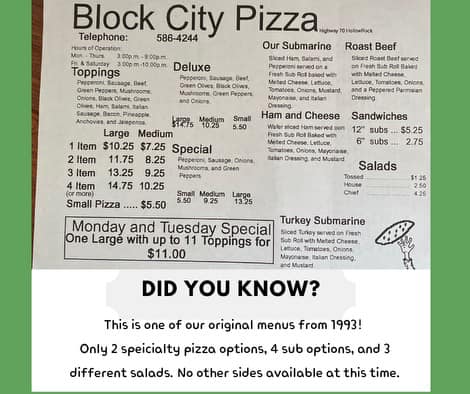 Block City Pizza
Highway 70 HollowRock
Telephone: 586-4244
Hours of Operation:
Mon. - Thurs. 3:00p.m. - 9:00p.m.
Fri. & Saturday 3:00p.m.-10:00p.m.
Toppings
Pepperoni, Sausage, Beef,
Green Peppers, Mushrooms,
Onions, Black Olives, Green
Olives, Ham, Italian
Sausage, Bacon, Pineapple,
Anchovies, and Jalepenos.
Large Medium
1 Item $10.25 $7.25
2 Item 11.75 8.25
3 Item 13.25 9.25
4 Item 14.75 10.25
(or more)
Small Pizza ..... $5.50
Deluxe
Pepperoni, Sausage, Beef,
Green Olives, Black Olives,
Mushrooms, Green Peppers,
and Onions.
Large Medium Small
$14.75 10.25 5.50
Special
Pepperoni, Sausage, Onions,
Mushrooms, and Green
Peppers
Small Medium Large
5.50 9.25 13.25
Monday and Tuesday Special
One Large with up to 11 Toppings for
$11.00
Our Submarine
Sliced Ham, Salami, and
Pepperoni served on a
Fresh Sub Roll baked with
Melted Cheese, Lettuce,
Tomatoes, Onions, Mustard,
Mayonaise, and Italian
Dressing.
Roast Beef
Sliced Roast Beef served
on Fresh Sub Roll Baked
with Melted Cheese,
Lettuce, Tomatoes, Onions,
and a Peppered Parmasian
Dressing.
Ham and Cheese
Wafer sliced Ham served on
Fresh Sub Roll Baked with
Melted Cheese, Lettuce,
Tomatoes, Onions, Mayonaise,
Italian Dressing, and Mustard.
Sandwiches
12" subs ... $5.25
6" subs ... 2.75
Salads
Tossed $1.25
House 2.50
Chef 4.25
Turkey Submarine
Sliced Turkey served on Fresh
Sub Roll with Melted Cheese,
Lettuce, Tomatoes, Onions,
Mayonaise, Italian Dressing,
and Mustard
DID YOU KNOW?
This is one of our original menus from 1993!
Only 2 speicialty pizza options, 4 sub options, and 3
different salads. No other sides available at this time.